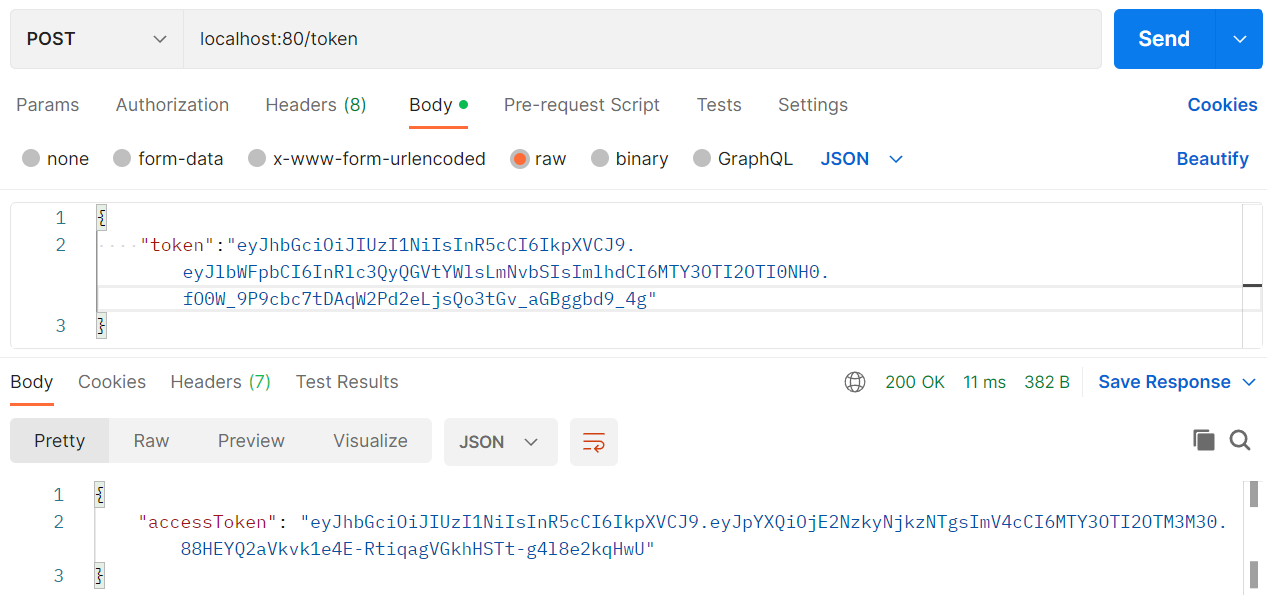 POST localhost:80/token Send
Params Authorization Headers (8) Body Pre-request Script Tests Settings Cookies
none form-data x-www-form-urlencoded raw binary GraphQL JSON Beautify
1 {
2 ····"token":"eyJhbGciOiJIUzI1NiIsInR5cCI6IkpXVCJ9.
eyJlbWFpbCI6InRlc3QyQGVtYWlsLmNvbSIsImlhdCI6MTY3OTI2OTI0NH0.
fO0W_9P9cbc7tDAqW2Pd2eLjsQo3tGv_aGBggbd9_4g"
3 }
Body Cookies Headers (7) Test Results 200 OK 11 ms 382 B Save Response
Pretty Raw Preview Visualize JSON
1 {
2 "accessToken": "eyJhbGciOiJIUzI1NiIsInR5cCI6IkpXVCJ9.eyJpYXQiOjE2NzkyNjkzNTgsImV4cCI6MTY3OTI2OTM3M30.
88HEYQ2aVkvk1e4E-RtiqagVGkhHSTt-g4l8e2kqHwU"
3 }